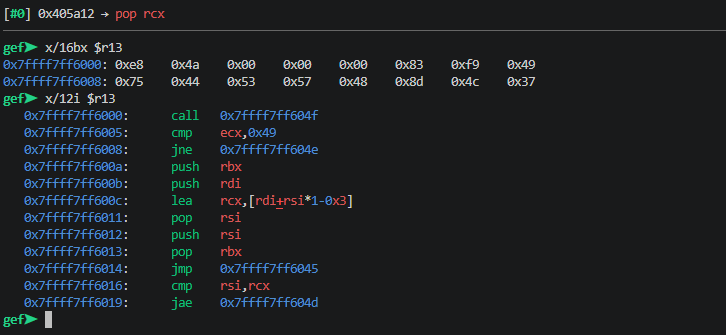 [#0] 0x405a12 → pop rcx
gef➤ x/16bx $r13
0x7ffff7ff6000: 0xe8 0x4a 0x00 0x00 0x00 0x83 0xf9 0x49
0x7ffff7ff6008: 0x75 0x44 0x53 0x57 0x48 0x8d 0x4c 0x37
gef➤ x/12i $r13
0x7ffff7ff6000: call 0x7ffff7ff604f
0x7ffff7ff6005: cmp ecx,0x49
0x7ffff7ff6008: jne 0x7ffff7ff604e
0x7ffff7ff600a: push rbx
0x7ffff7ff600b: push rdi
0x7ffff7ff600c: lea rcx,[rdi+rsi*1-0x3]
0x7ffff7ff6011: pop rsi
0x7ffff7ff6012: push rsi
0x7ffff7ff6013: pop rbx
0x7ffff7ff6014: jmp 0x7ffff7ff6045
0x7ffff7ff6016: cmp rsi,rcx
0x7ffff7ff6019: jae 0x7ffff7ff604d
gef➤